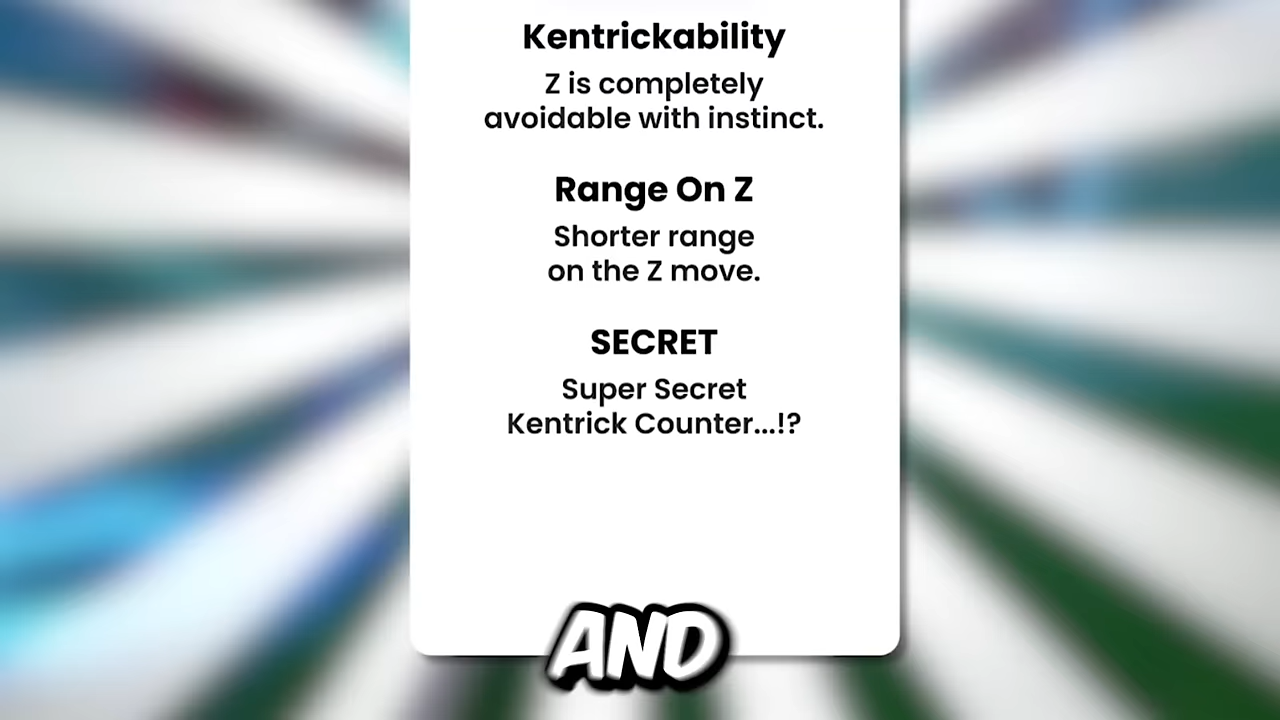 Kentrickability
Z is completely
avoidable with instinct.
Range On Z
Shorter range
on the Z move.
SECRET
Super Secret
Kentrick Counter...!?
AND